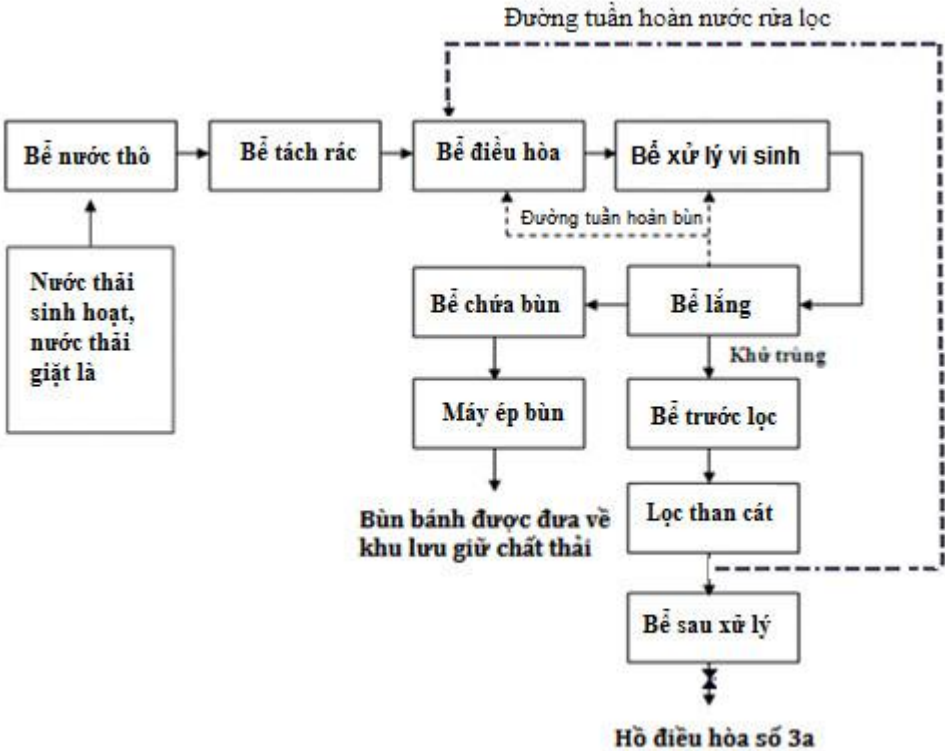 Đường tuần hoàn nước rửa lọc
Bể nước thô
Bể tách rác
Bể điều hòa
Bể xử lý vi sinh
Đường tuần hoàn bùn
Nước thải
sinh hoạt,
nước thải
giặt là
Bể chứa bùn
Bể lắng
Khử trùng
Máy ép bùn
Bể trước lọc
Bùn bánh được đưa về
khu lưu giữ chất thải
Lọc than cát
Bể sau xử lý
Hồ điều hòa số 3a